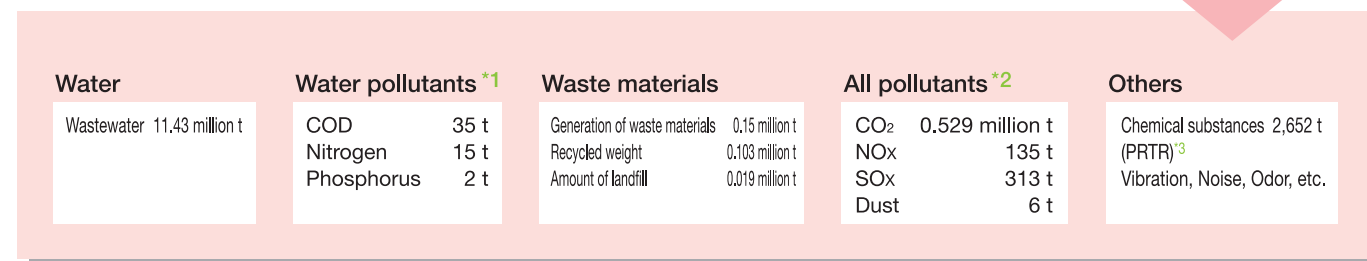 Water
Wastewater 11.43 million t
Water pollutants *1
COD 35 t
Nitrogen 15 t
Phosphorus 2 t
Waste materials
Generation of waste materials 0.15 million t
Recycled weight 0.103 million t
Amount of landfill 0.019 million t
All pollutants *2
CO2 0.529 million t
NOx 135 t
SOx 313 t
Dust 6 t
Others
Chemical substances 2,652 t
(PRTR)*3
Vibration, Noise, Odor, etc.